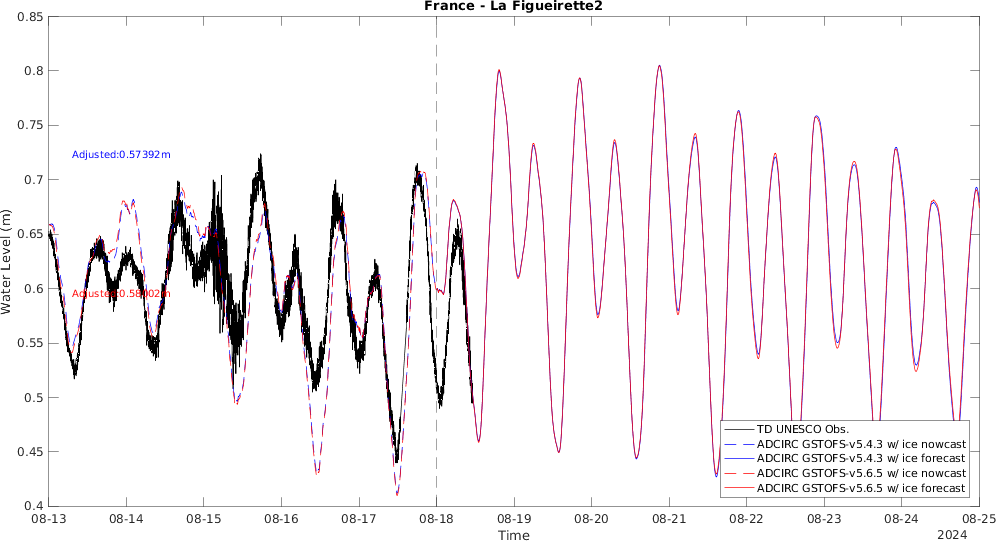 France - La Figueirette2
0.85
0.8
0.75
0.7
0.65
0.6
0.55
0.5
0.45
0.4
Water Level (m)
Adjusted:0.57392m
TD UNESCO Obs.
ADCIRC GSTOFS-v5.4.3 w/ ice nowcast
ADCIRC GSTOFS-v5.4.3 w/ ice forecast
ADCIRC GSTOFS-v5.6.5 w/ ice nowcast
ADCIRC GSTOFS-v5.6.5 w/ ice forecast
08-13 08-14 08-15 08-16 08-17 08-18 08-19 08-20 08-21 08-22 08-23 08-24 08-25
Time
2024